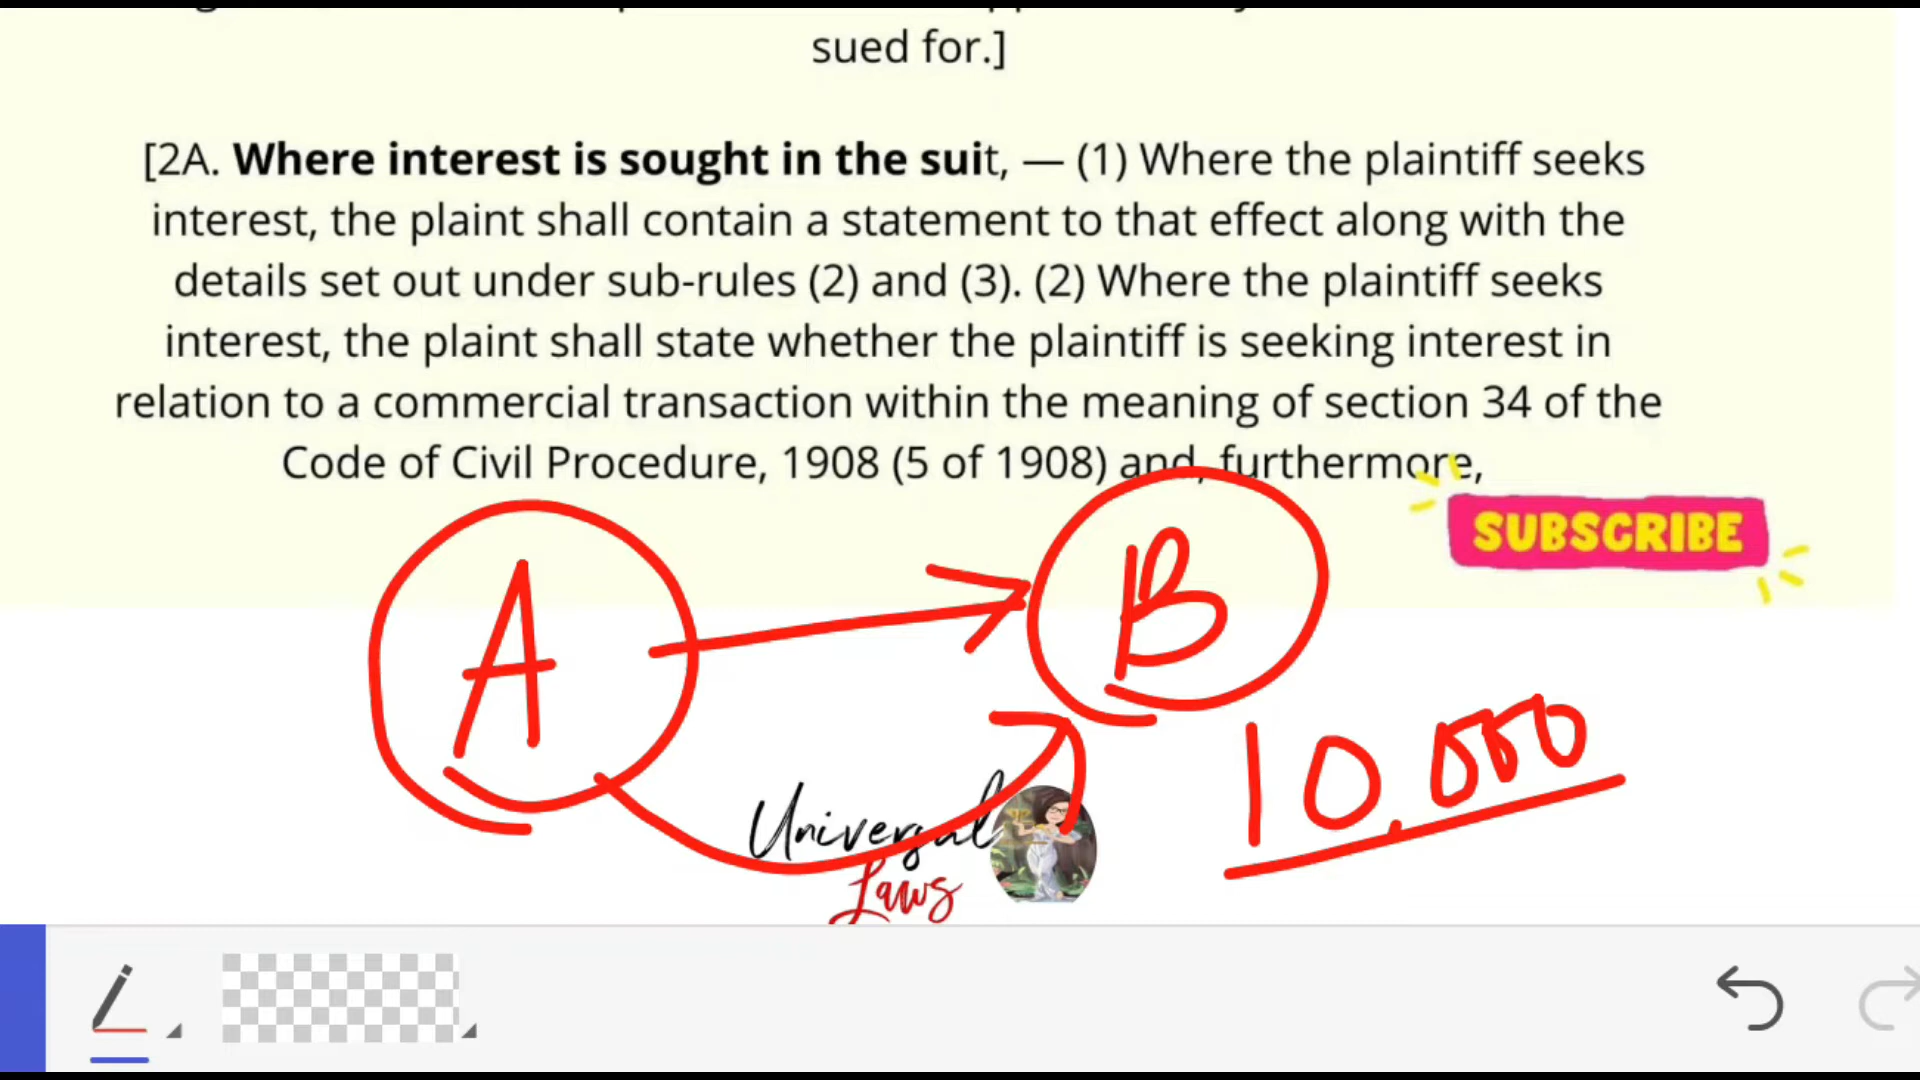 sued for.]
[2A. Where interest is sought in the suit, — (1) Where the plaintiff seeks
interest, the plaint shall contain a statement to that effect along with the
details set out under sub-rules (2) and (3). (2) Where the plaintiff seeks
interest, the plaint shall state whether the plaintiff is seeking interest in
relation to a commercial transaction within the meaning of section 34 of the
Code of Civil Procedure, 1908 (5 of 1908) and, furthermore,
SUBSCRIBE
A
B
10,000
Universal
Laws